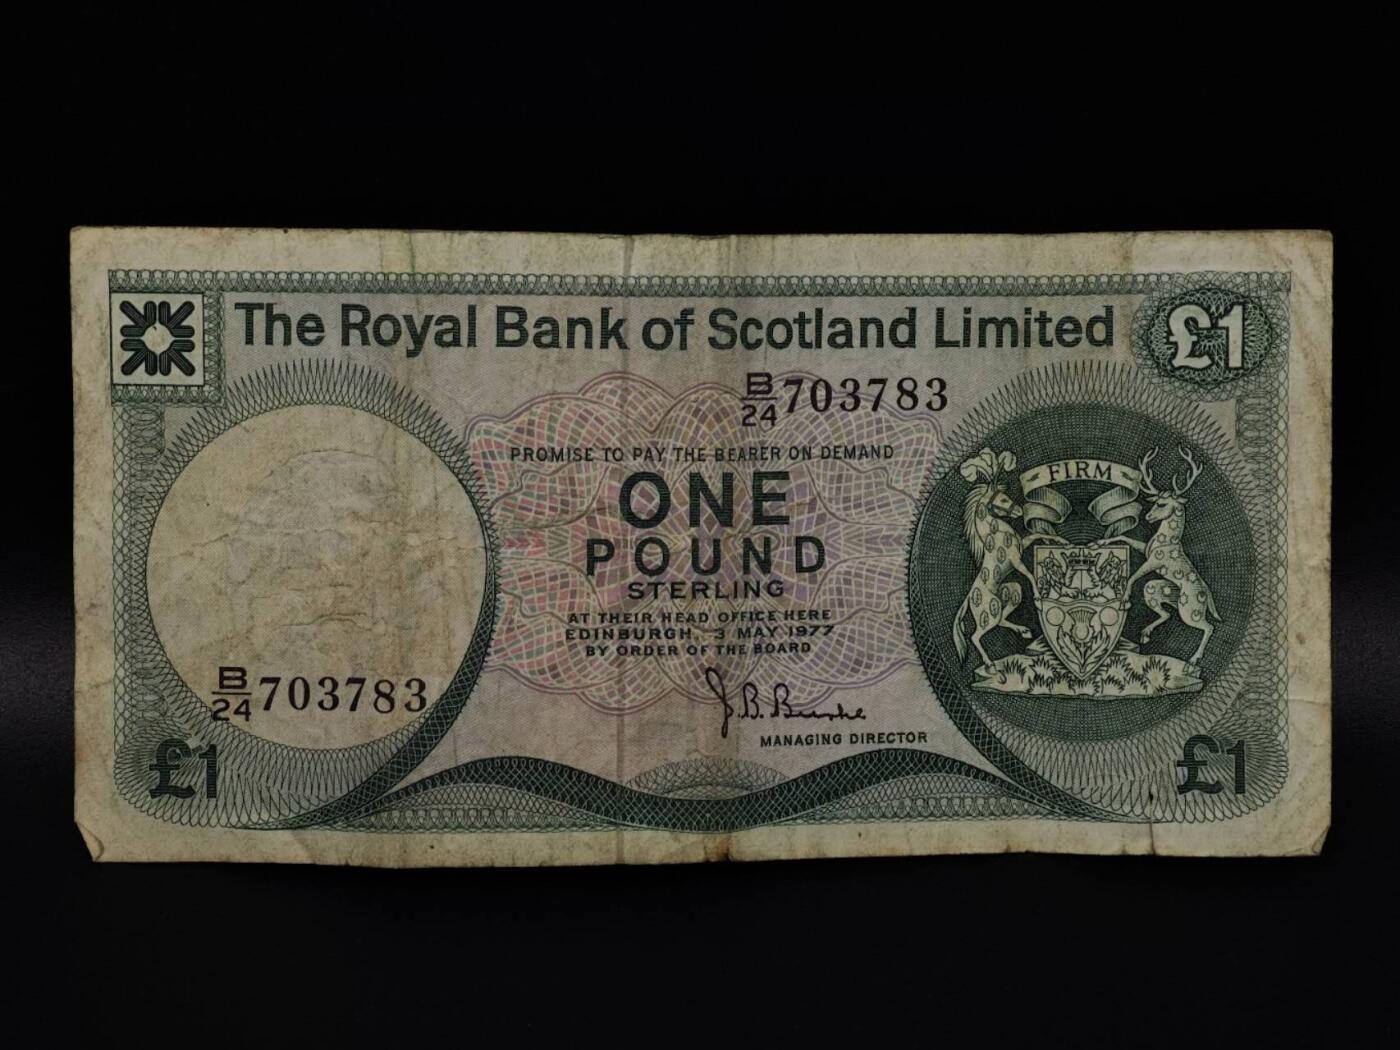 The Royal Bank of Scotland Limited
£1
B/24 703783
PROMISE TO PAY THE BEARER ON DEMAND
ONE
POUND
STERLING
AT THEIR HEAD OFFICE HERE
EDINBURGH, 3 MAY 1977
BY ORDER OF THE BOARD
J. B. Burke
MANAGING DIRECTOR
FIRM
B/24 703783
£1
£1